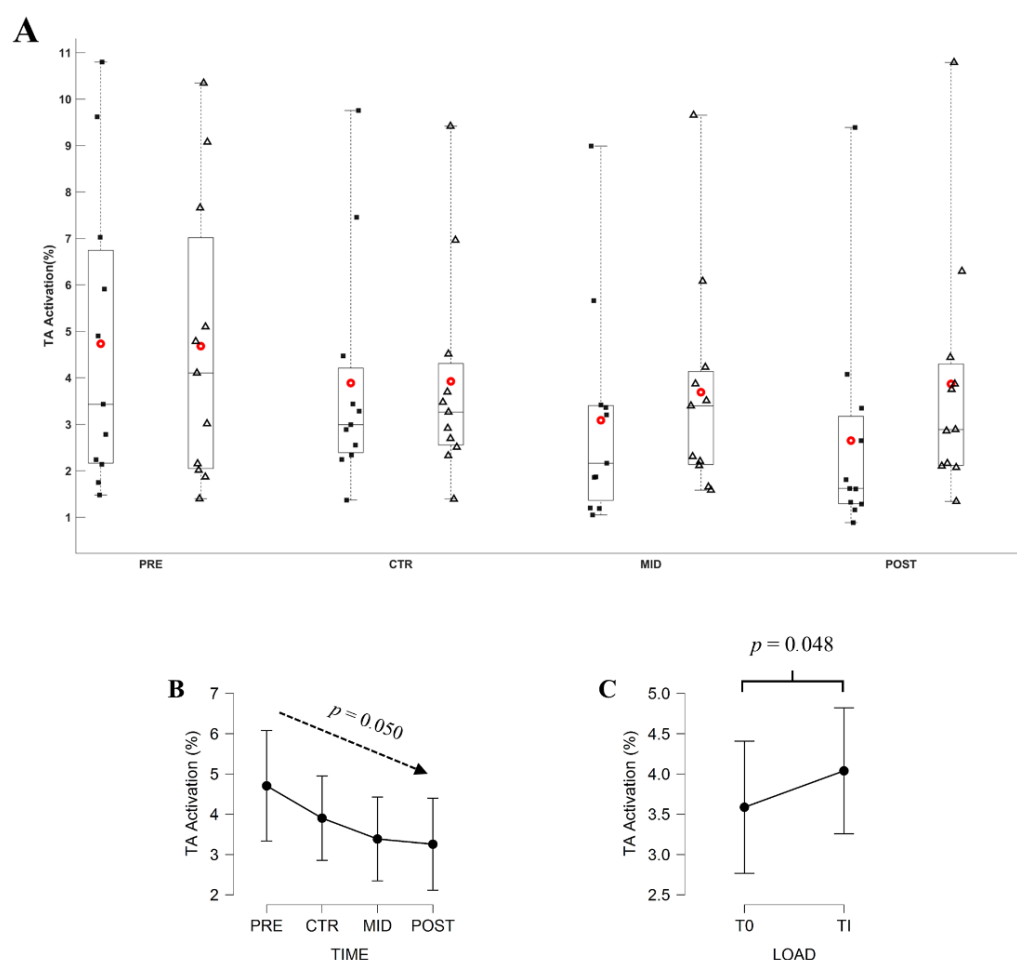 A
11
10
9
8
7
6
5
4
3
2
1
TA Activation(%)
PRE CTR MID POST
B
7
6
5
4
3
2
TA Activation (%)
p = 0.050
PRE CTR MID POST
TIME
C
p = 0.048
5.0
4.5
4.0
3.5
3.0
2.5
TA Activation (%)
T0 TI
LOAD